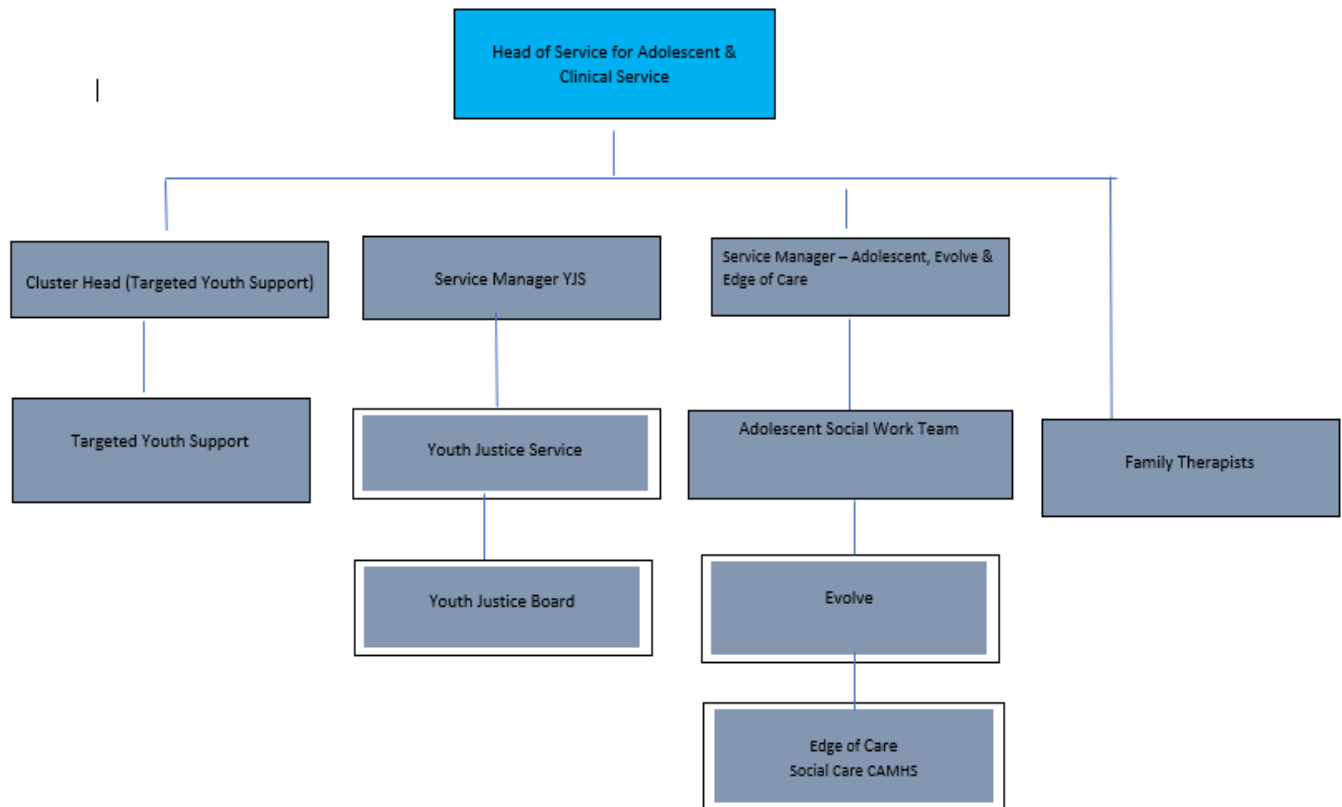 Head of Service for Adolescent &
Clinical Service
Cluster Head (Targeted Youth Support)
Service Manager YJS
Service Manager – Adolescent, Evolve &
Edge of Care
Targeted Youth Support
Youth Justice Service
Adolescent Social Work Team
Family Therapists
Youth Justice Board
Evolve
Edge of Care
Social Care CAMHS